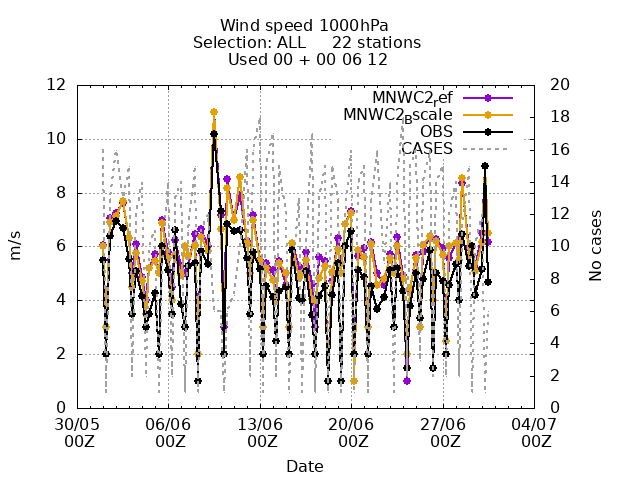 Wind speed 1000hPa
Selection: ALL 22 stations
Used 00 + 00 06 12
12 20
MNWC2_ref
18
MNWC2_Bscale
10 OBS 16
CASES
14
8
12
m/s 6 10 No cases
8
4
6
2 4
2
0 0
30/05 06/06 13/06 20/06 27/06 04/07
00Z 00Z 00Z 00Z 00Z 00Z
Date